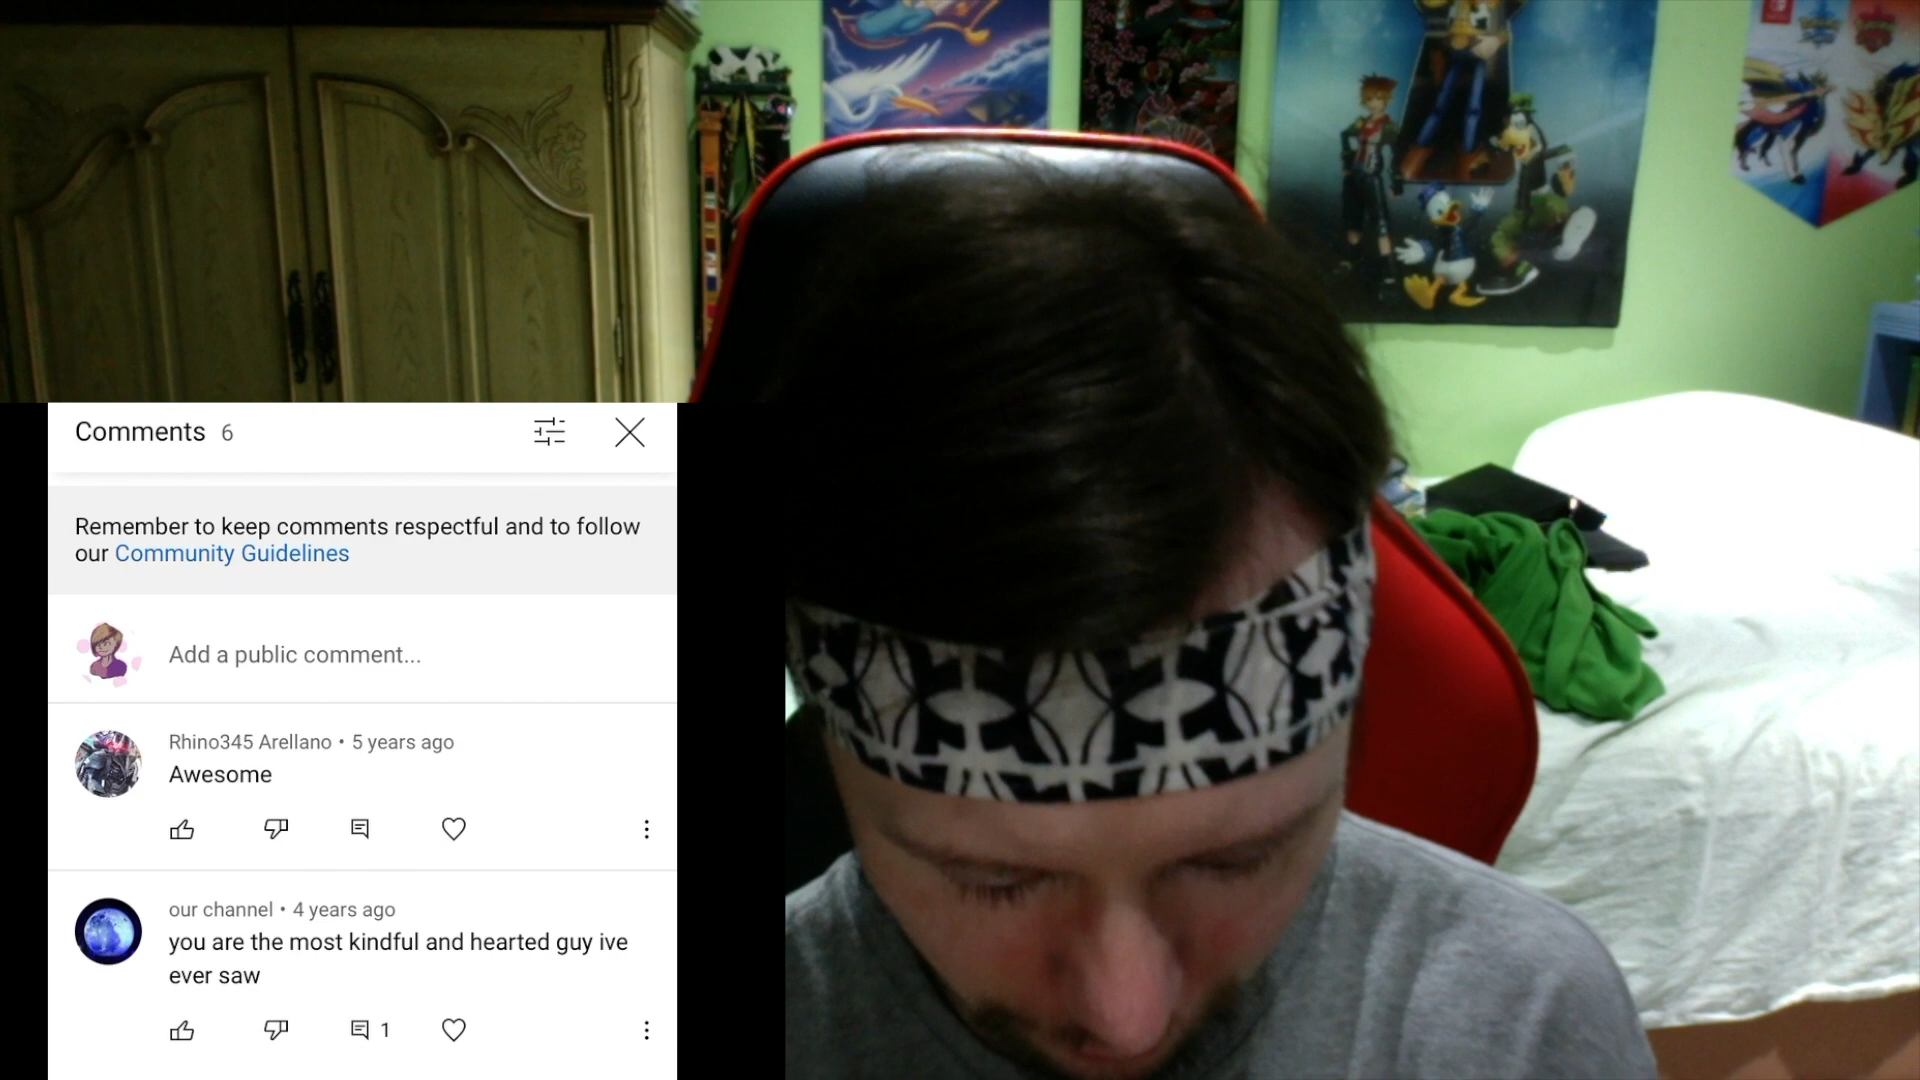 Comments 6
Remember to keep comments respectful and to follow
our Community Guidelines
Add a public comment...
Rhino345 Arellano • 5 years ago
Awesome
our channel • 4 years ago
you are the most kindful and hearted guy ive
ever saw
1